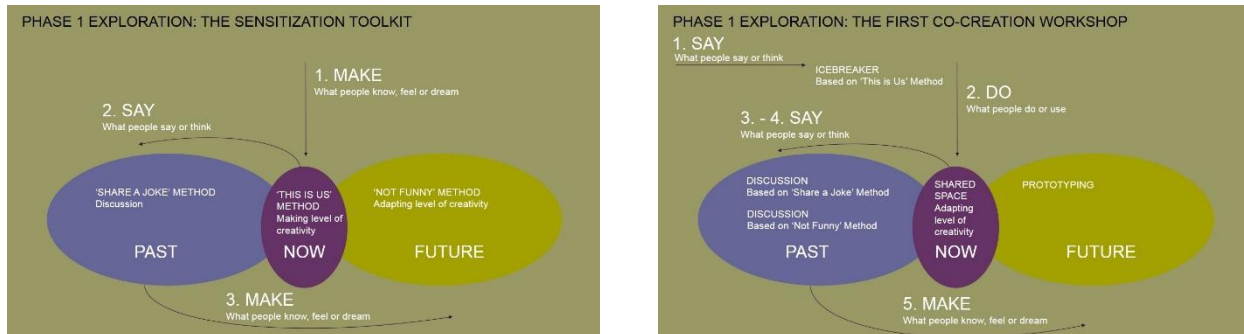 PHASE 1 EXPLORATION: THE SENSITIZATION TOOLKIT
1. MAKE
What people know, feel or dream
2. SAY
What people say or think
'SHARE A JOKE' METHOD
Discussion
'THIS IS US'
METHOD
Making level of
creativity
'NOT FUNNY' METHOD
Adapting level of creativity
PAST
NOW
FUTURE
3. MAKE
What people know, feel or dream
PHASE 1 EXPLORATION: THE FIRST CO-CREATION WORKSHOP
1. SAY
What people say or think
ICEBREAKER
Based on 'This is Us' Method
2. DO
What people do or use
3. - 4. SAY
What people say or think
DISCUSSION
Based on 'Share a Joke' Method
DISCUSSION
Based on 'Not Funny' Method
SHARED
SPACE
Adapting
level of
creativity
PROTOTYPING
PAST
NOW
FUTURE
5. MAKE
What people know, feel or dream